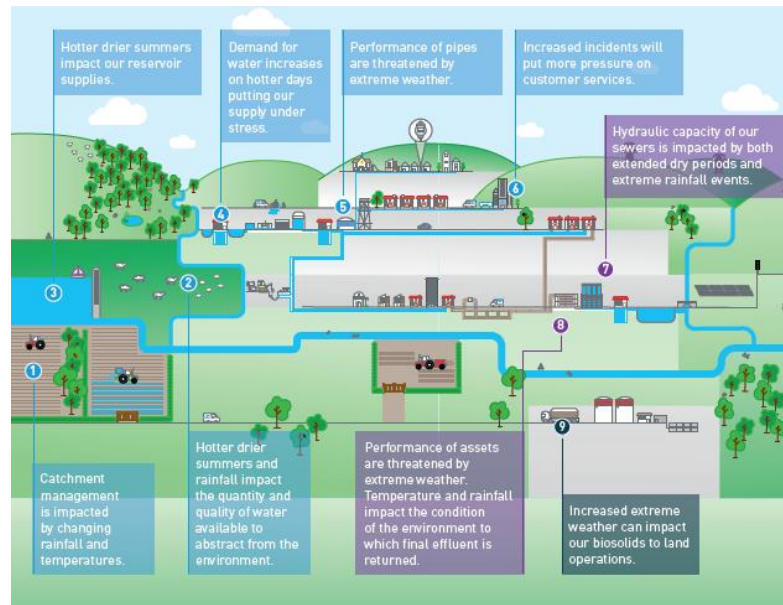 Hotter drier summers
impact our reservoir
supplies.
Demand for
water increases
on hotter days
putting our
supply under
stress.
Performance of pipes
are threatened by
extreme weather.
Increased incidents will
put more pressure on
customer services.
Hydraulic capacity of our
sewers is impacted by both
extended dry periods and
extreme rainfall events.
6
4
5
7
2
3
8
1
9
Catchment
management
is impacted
by changing
rainfall and
temperatures.
Hotter drier
summers and
rainfall impact
the quantity and
quality of water
available to
abstract from the
environment.
Performance of assets
are threatened by
extreme weather.
Temperature and rainfall
impact the condition
of the environment to
which final effluent is
returned.
Increased extreme
weather can impact
our biosolids to land
operations.